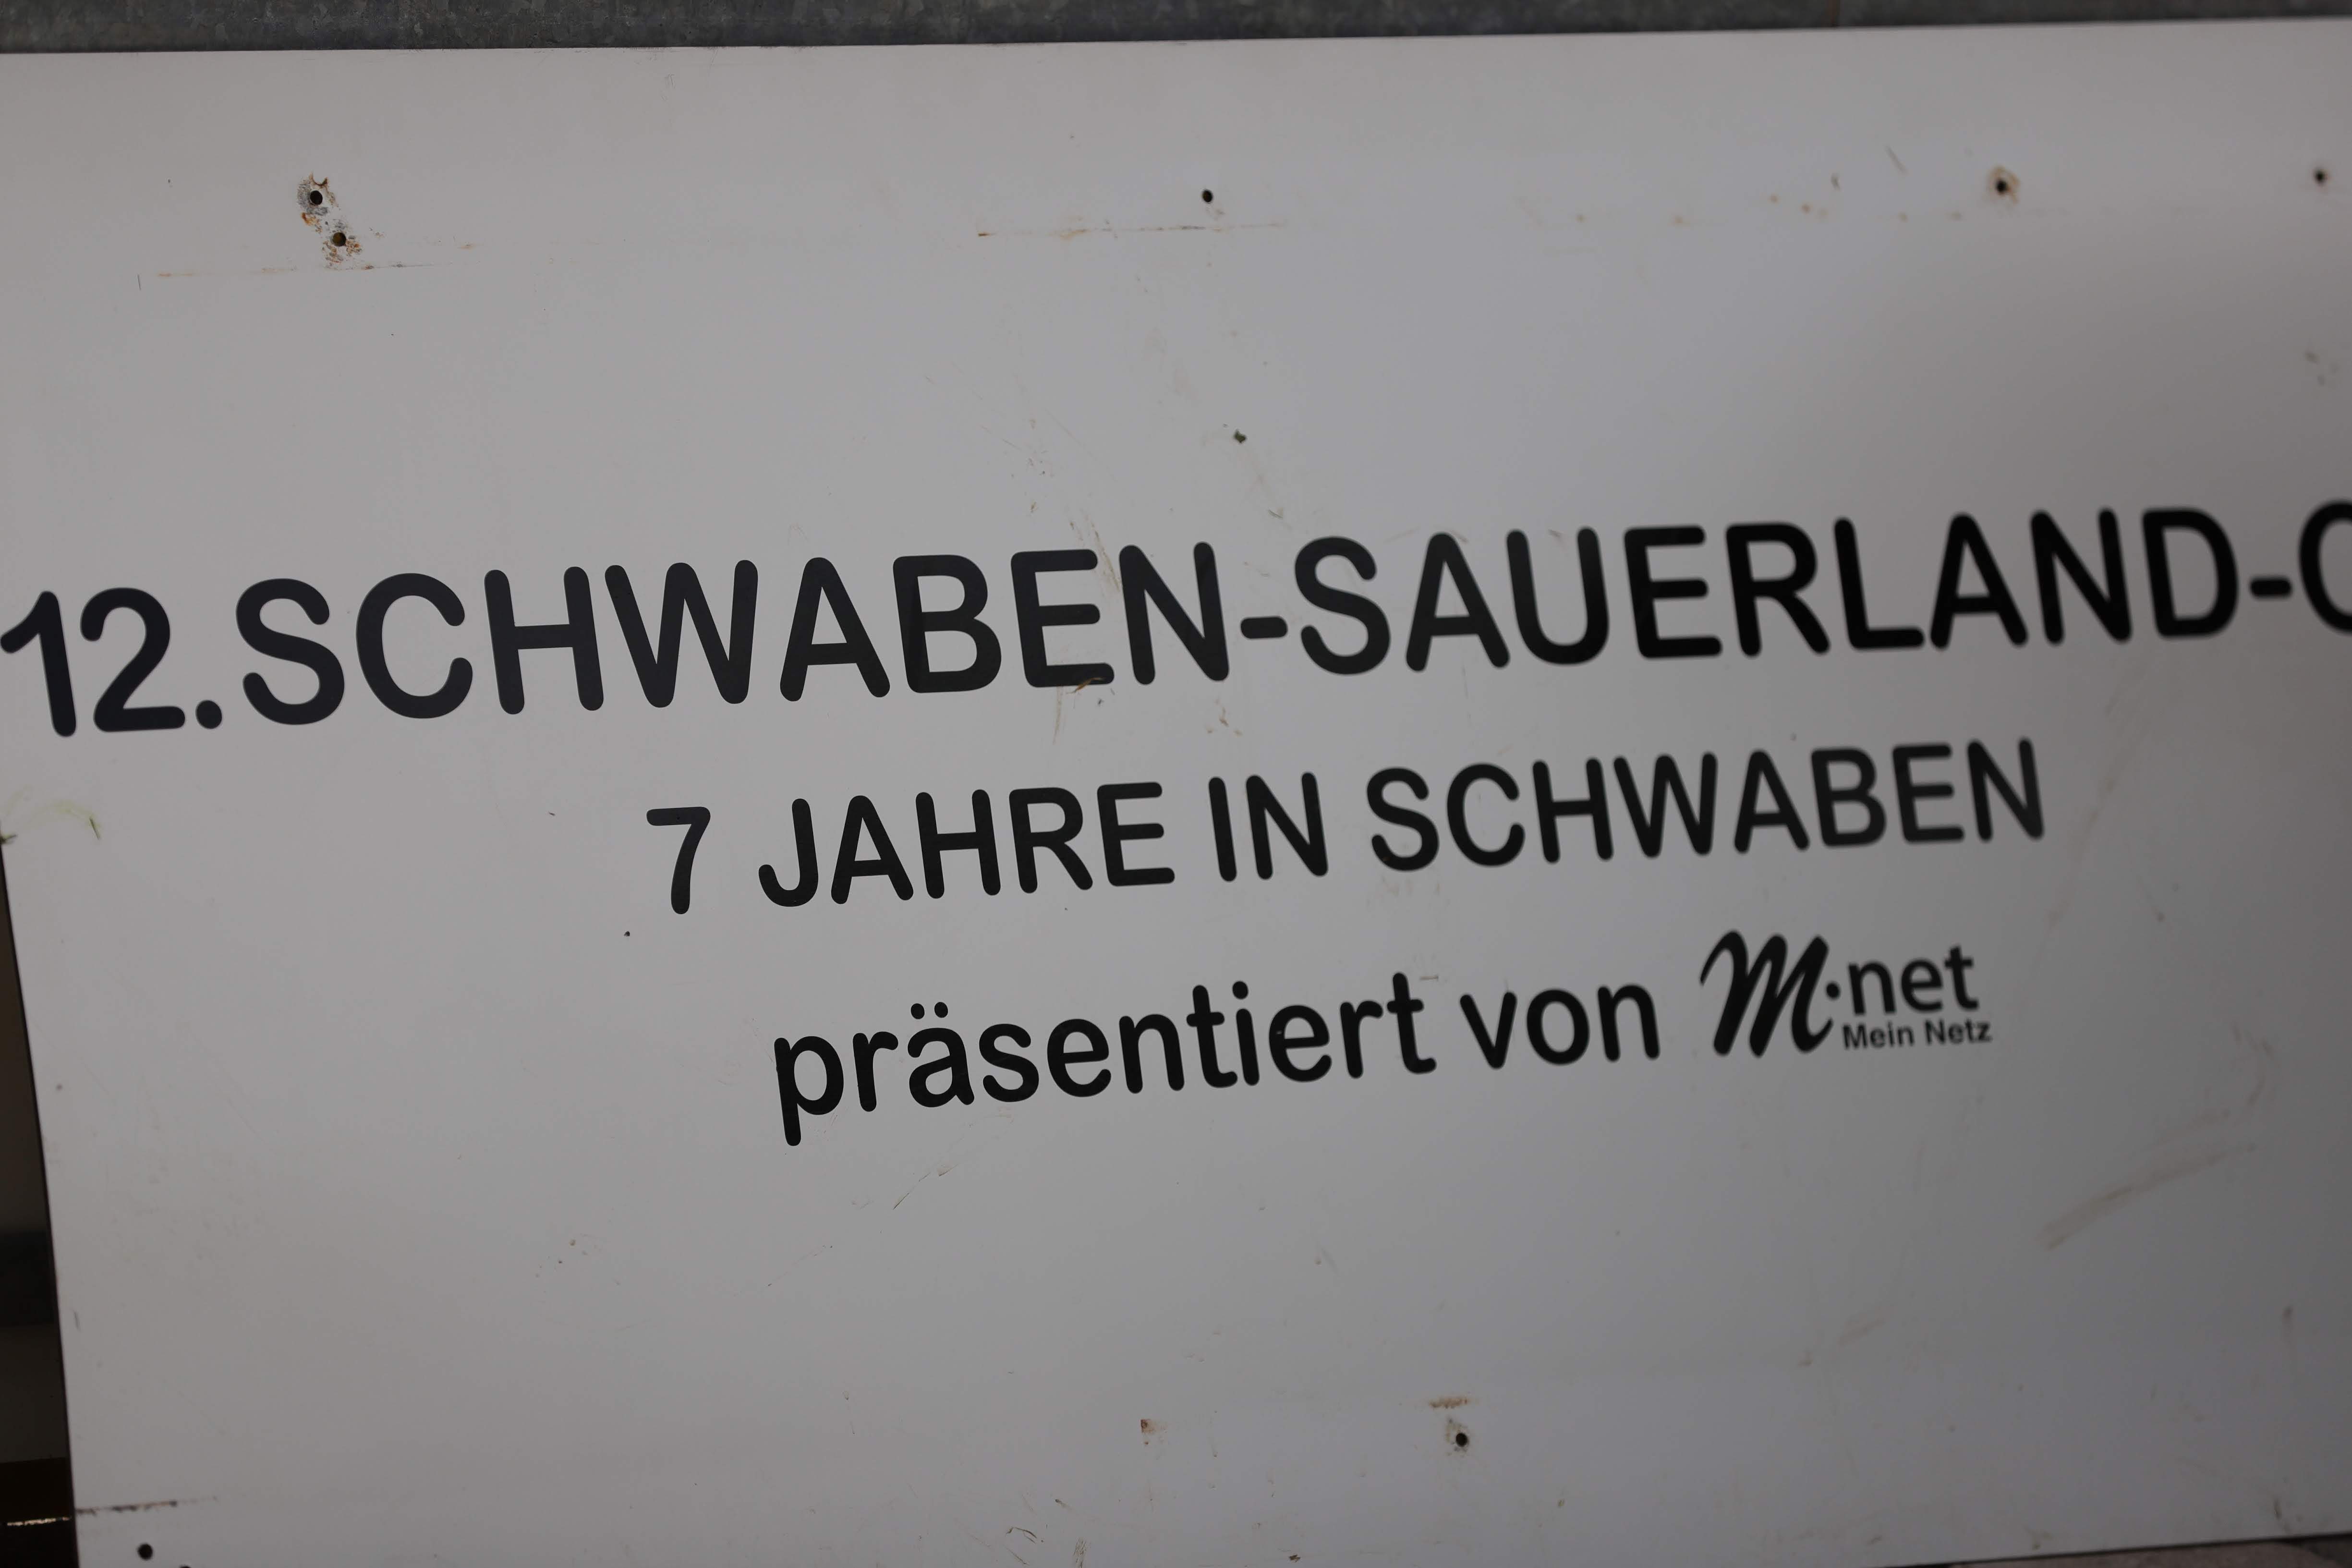 12.SCHWABEN-SAUERLAND-
7 JAHRE IN SCHWABEN
präsentiert von M·net
Mein Netz